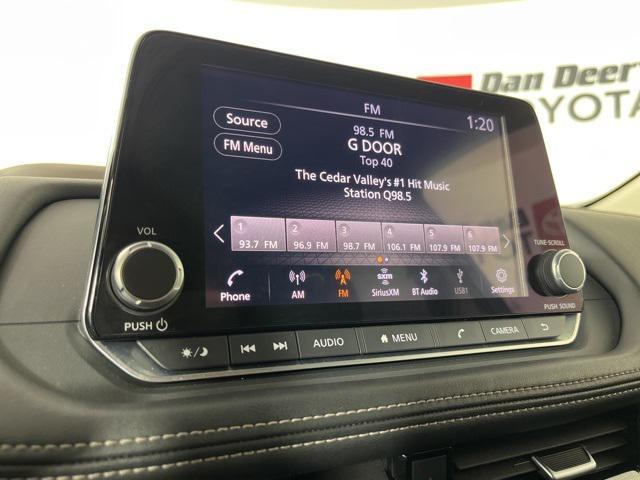 Dan Deer
TOYOTA
FM
1:20
Source
FM Menu
98.5 FM
G DOOR
Top 40
The Cedar Valley's #1 Hit Music
Station Q98.5
1 2 3 4 5 6
93.7 FM 96.9 FM 98.7 FM 106.1 FM 107.9 FM 107.9 FM
Phone AM FM SiriusXM BT Audio USB1 Settings
sxm
VOL
PUSH
TUNE·SCROLL
PUSH SOUND
AUDIO MENU CAMERA